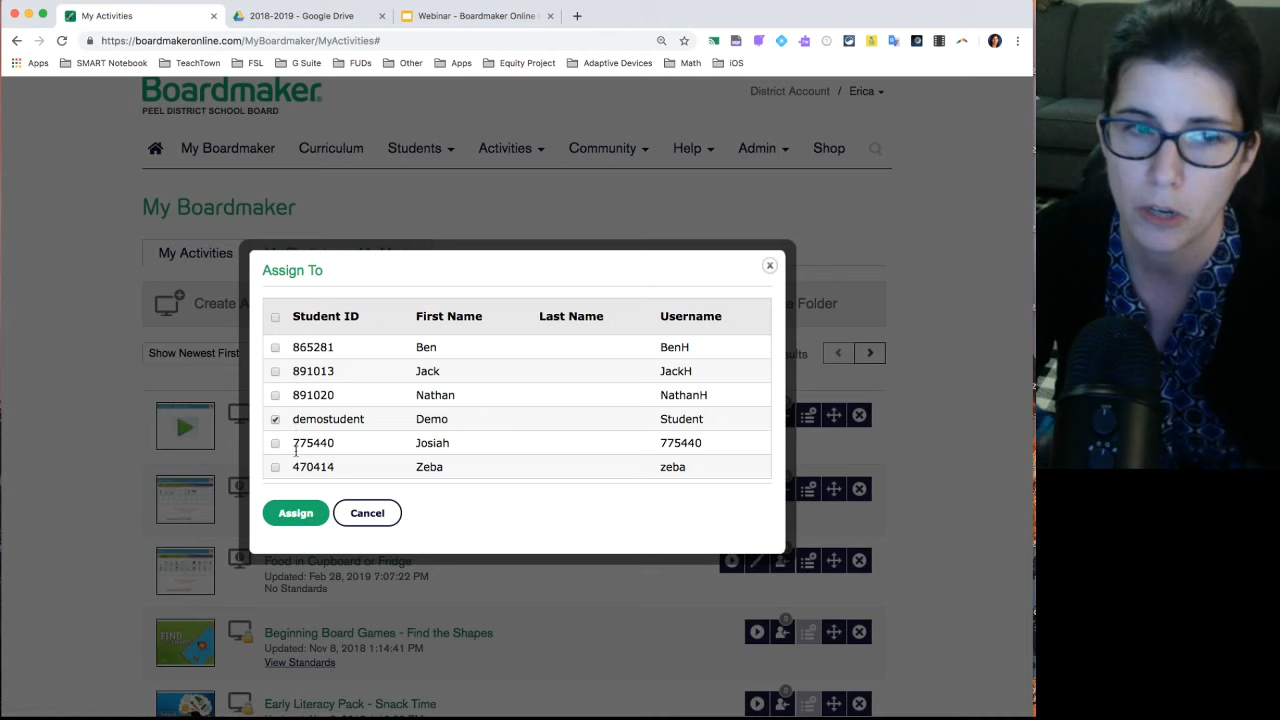 My Activities
2018-2019 - Google Drive
Webinar - Boardmaker Online
https://boardmakeronline.com/MyBoardmaker/MyActivities#
Apps
SMART Notebook
TeachTown
FSL
G Suite
FUDs
Other
Apps
Equity Project
Adaptive Devices
Math
iOS
Boardmaker®
PEEL DISTRICT SCHOOL BOARD
District Account / Erica
My Boardmaker
Curriculum
Students
Activities
Community
Help
Admin
Shop
My Boardmaker
My Activities
Create A
e Folder
Show Newest First
ults
Assign To
x
Student ID First Name Last Name Username
865281 Ben BenH
891013 Jack JackH
891020 Nathan NathanH
demostudent Demo Student
775440 Josiah 775440
470414 Zeba zeba
Assign
Cancel
Food in Cupboard or Fridge
Updated: Feb 28, 2019 7:07:22 PM
No Standards
FIND
Beginning Board Games - Find the Shapes
Updated: Nov 8, 2018 1:14:41 PM
View Standards
0
Early Literacy Pack - Snack Time
0